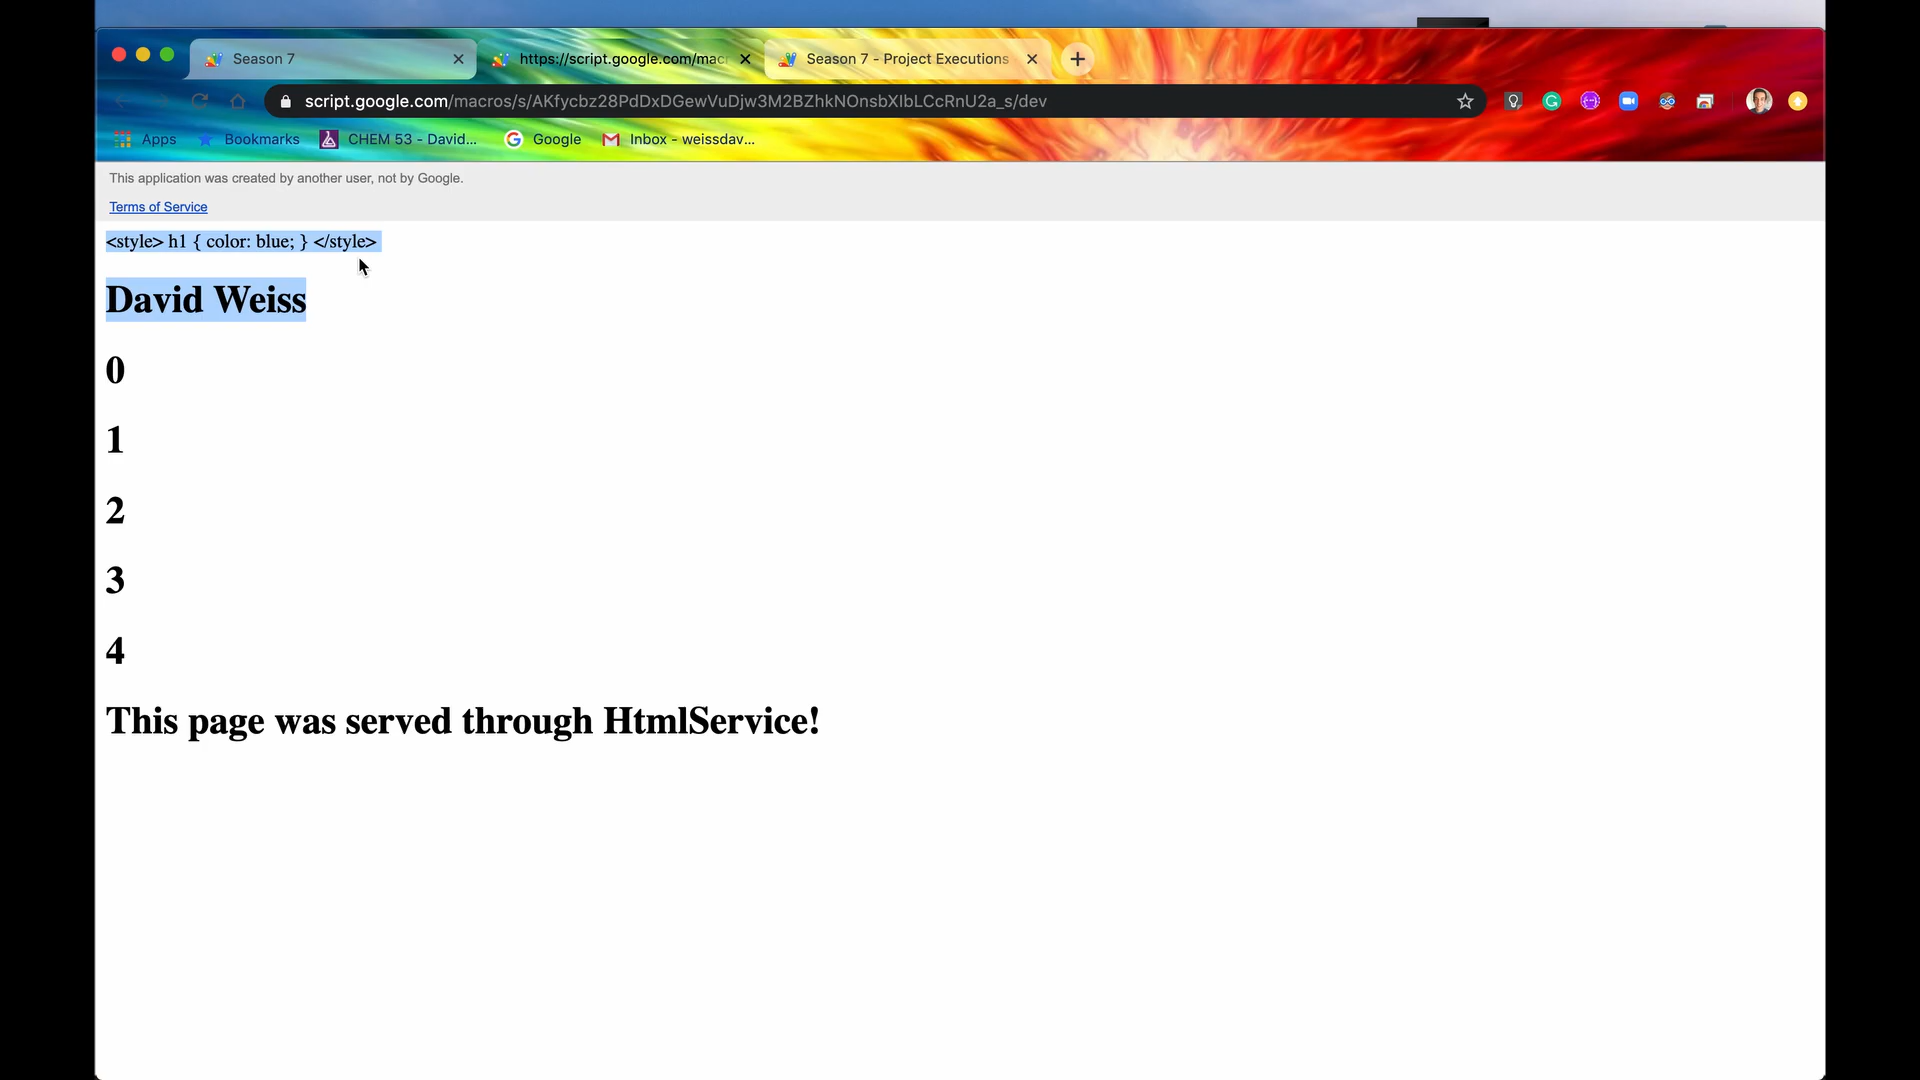 Season 7
https://script.google.com/mac
Season 7 - Project Executions
script.google.com/macros/s/AKfycbz28PdDxDGewVuDjw3M2BZhkNOnsbXIbLCcRnU2a_s/dev
Apps
Bookmarks
CHEM 53 - David...
Google
Inbox - weissdav...
This application was created by another user, not by Google.
Terms of Service
<style> h1 { color: blue; } </style>
David Weiss
0
1
2
3
4
This page was served through HtmlService!